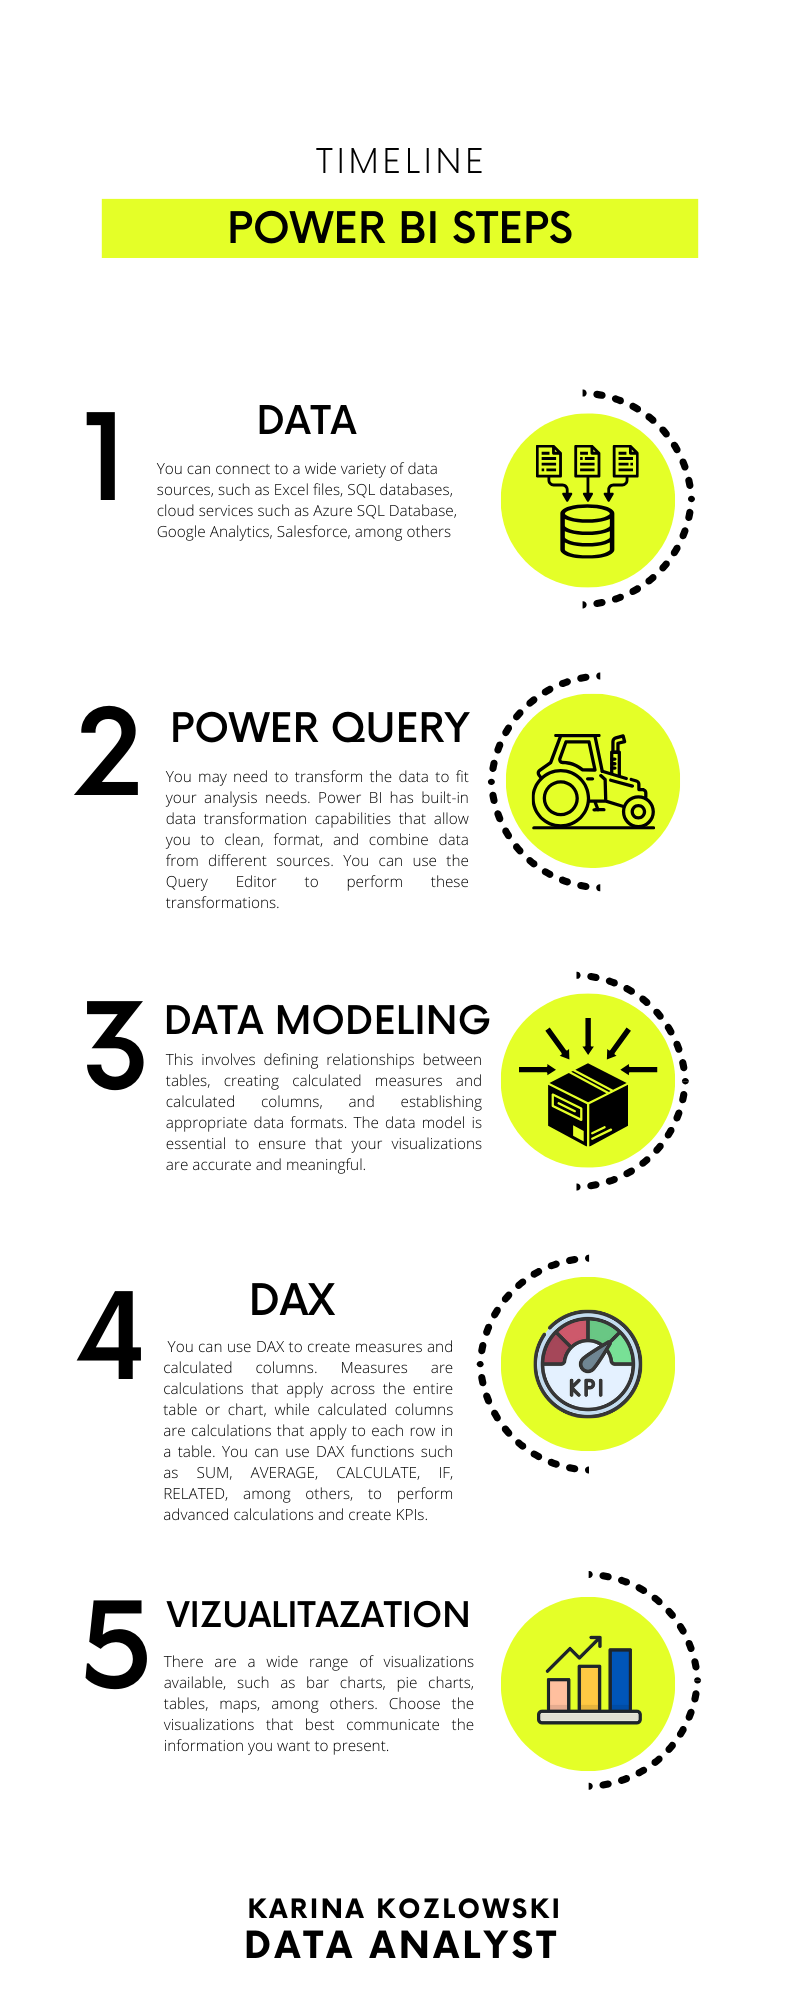 TIMELINE
POWER BI STEPS
1
DATA
You can connect to a wide variety of data
sources, such as Excel files, SQL databases,
cloud services such as Azure SQL Database,
Google Analytics, Salesforce, among others
2
POWER QUERY
You may need to transform the data to fit
your analysis needs. Power BI has built-in
data transformation capabilities that allow
you to clean, format, and combine data
from different sources. You can use the
Query Editor to perform these
transformations.
3
DATA MODELING
This involves defining relationships between
tables, creating calculated measures and
calculated columns, and establishing
appropriate data formats. The data model is
essential to ensure that your visualizations
are accurate and meaningful.
4
DAX
You can use DAX to create measures and
calculated columns. Measures are
calculations that apply across the entire
table or chart, while calculated columns
are calculations that apply to each row in
a table. You can use DAX functions such
as SUM, AVERAGE, CALCULATE, IF,
RELATED, among others, to perform
advanced calculations and create KPIs.
KPI
5
VIZUALITAZATION
There are a wide range of visualizations
available, such as bar charts, pie charts,
tables, maps, among others. Choose the
visualizations that best communicate the
information you want to present.
KARINA KOZLOWSKI
DATA ANALYST